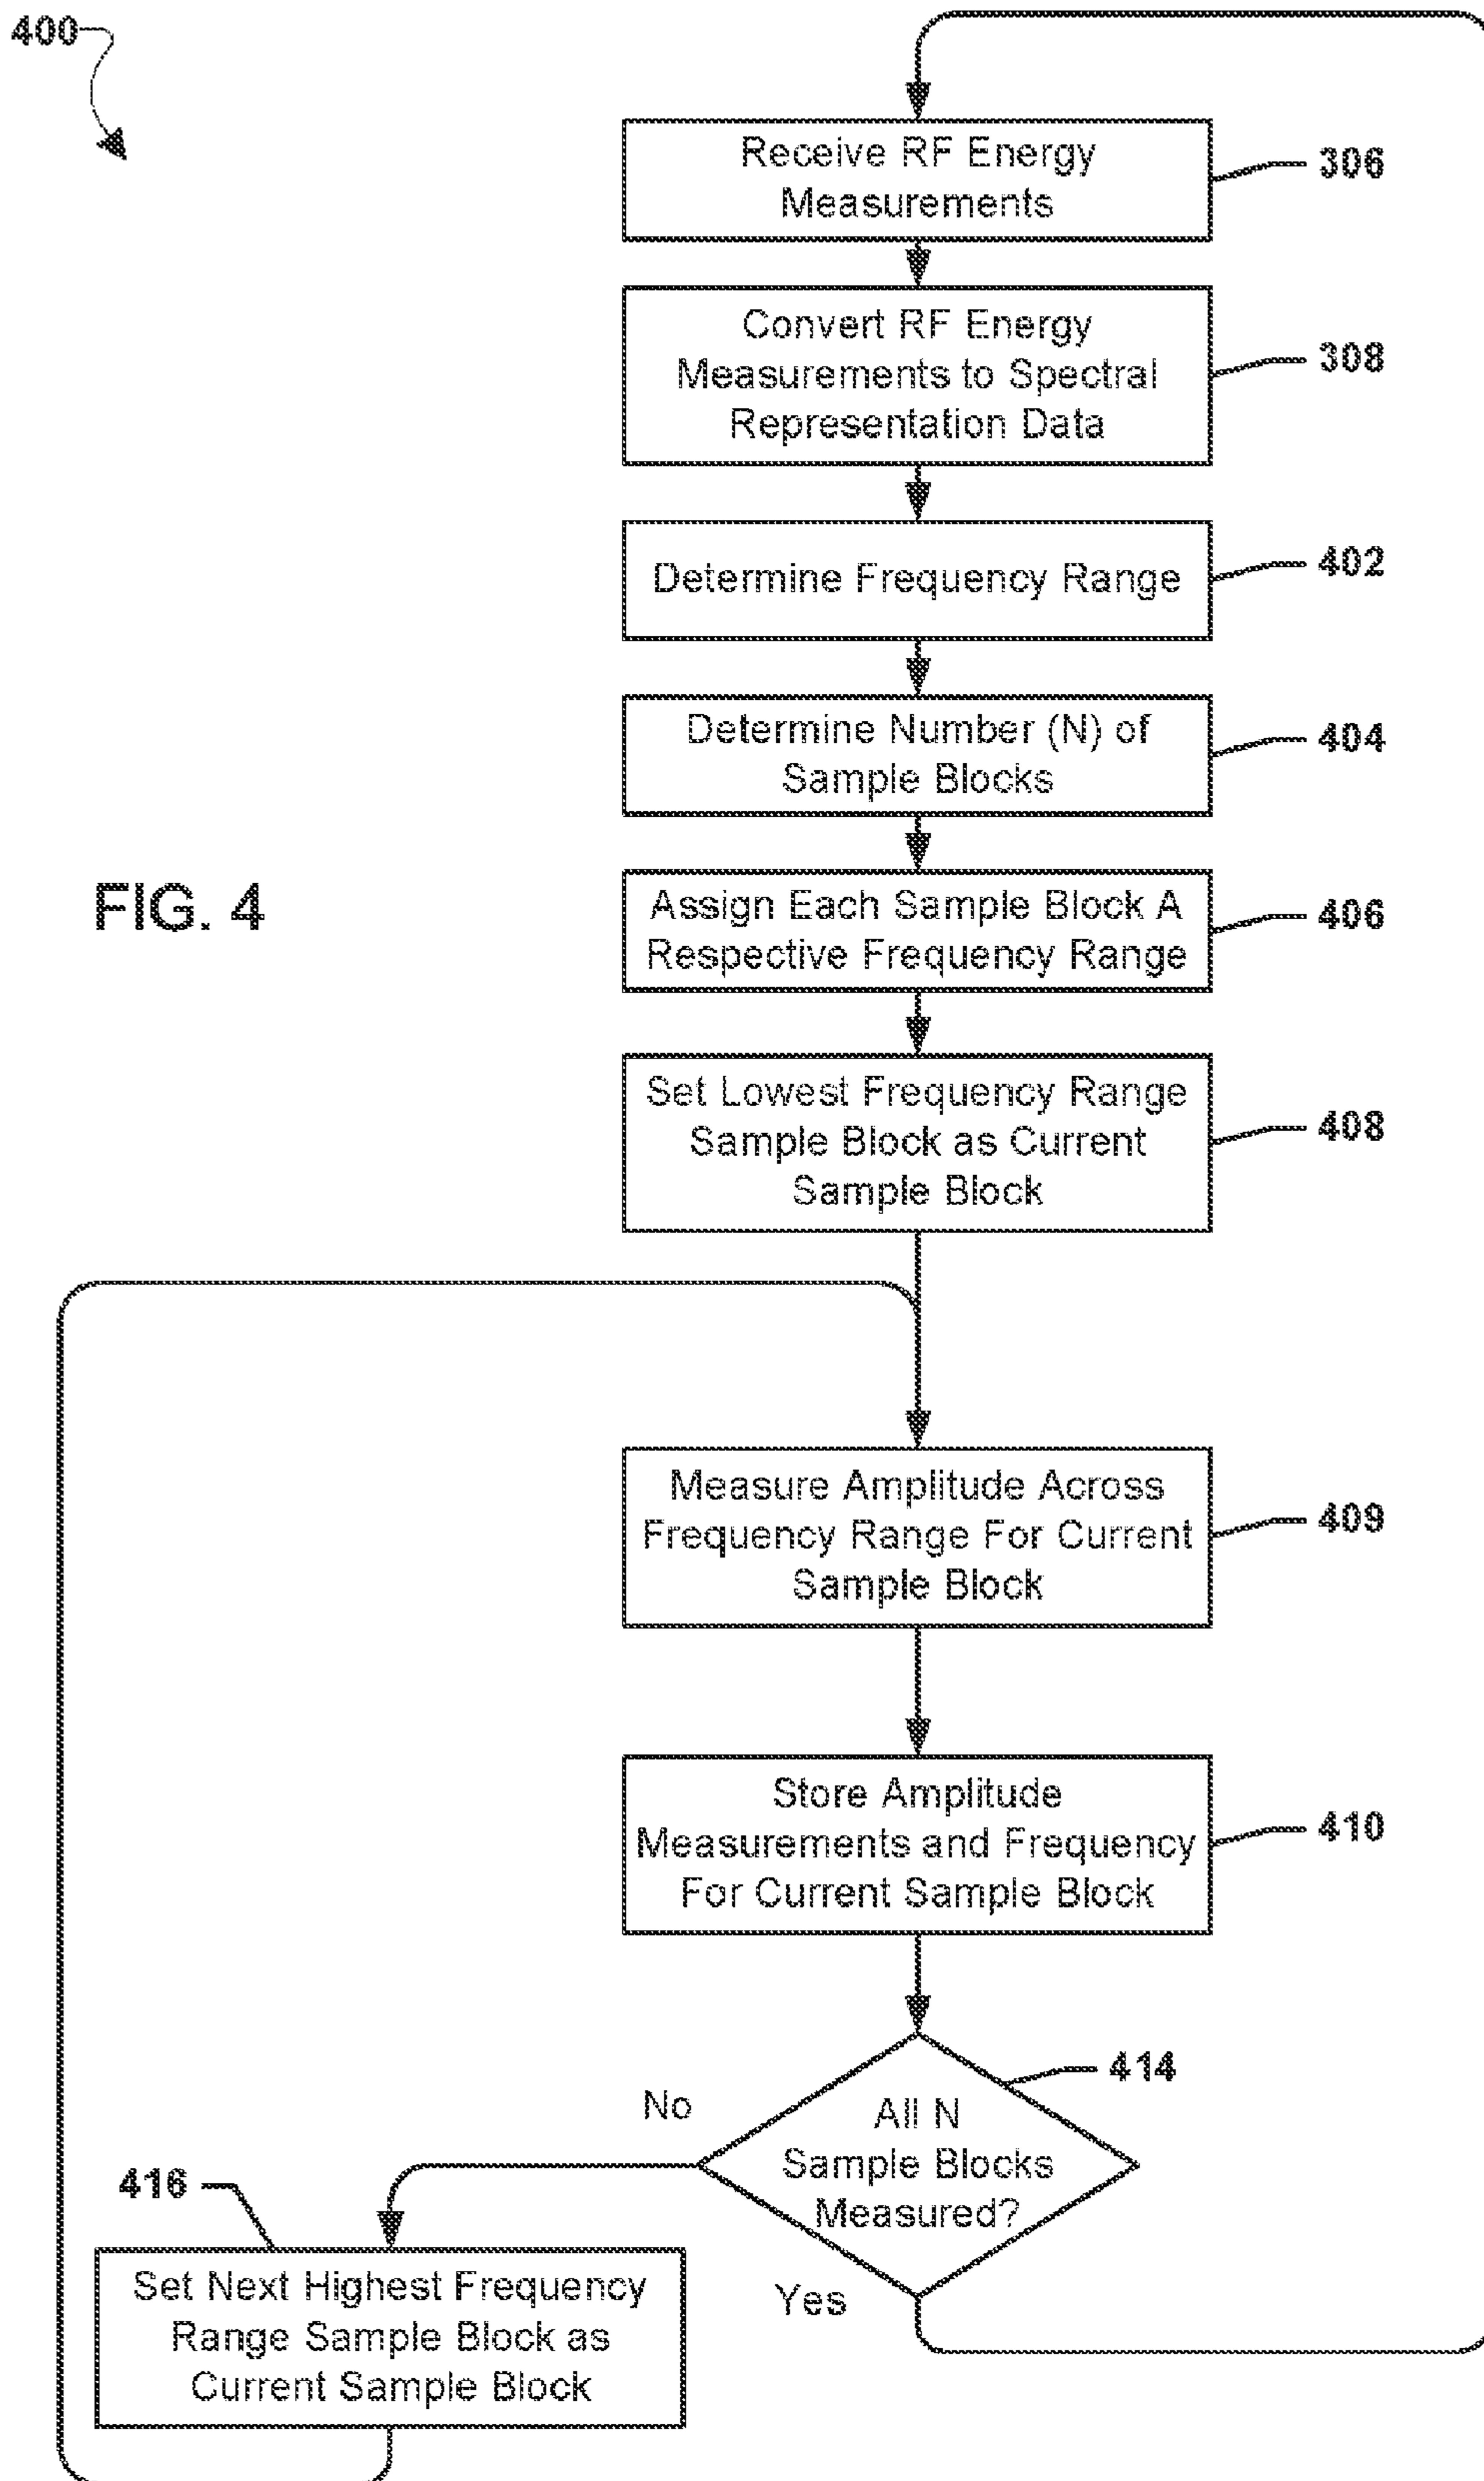 400
Receive RF Energy
Measurements
306
Convert RF Energy
Measurements to Spectral
Representation Data
308
Determine Frequency Range
402
Determine Number (N) of
Sample Blocks
404
FIG. 4
Assign Each Sample Block A
Respective Frequency Range
406
Set Lowest Frequency Range
Sample Block as Current
Sample Block
408
Measure Amplitude Across
Frequency Range For Current
Sample Block
409
Store Amplitude
Measurements and Frequency
For Current Sample Block
410
414
No
All N
Sample Blocks
Measured?
Yes
416
Set Next Highest Frequency
Range Sample Block as
Current Sample Block